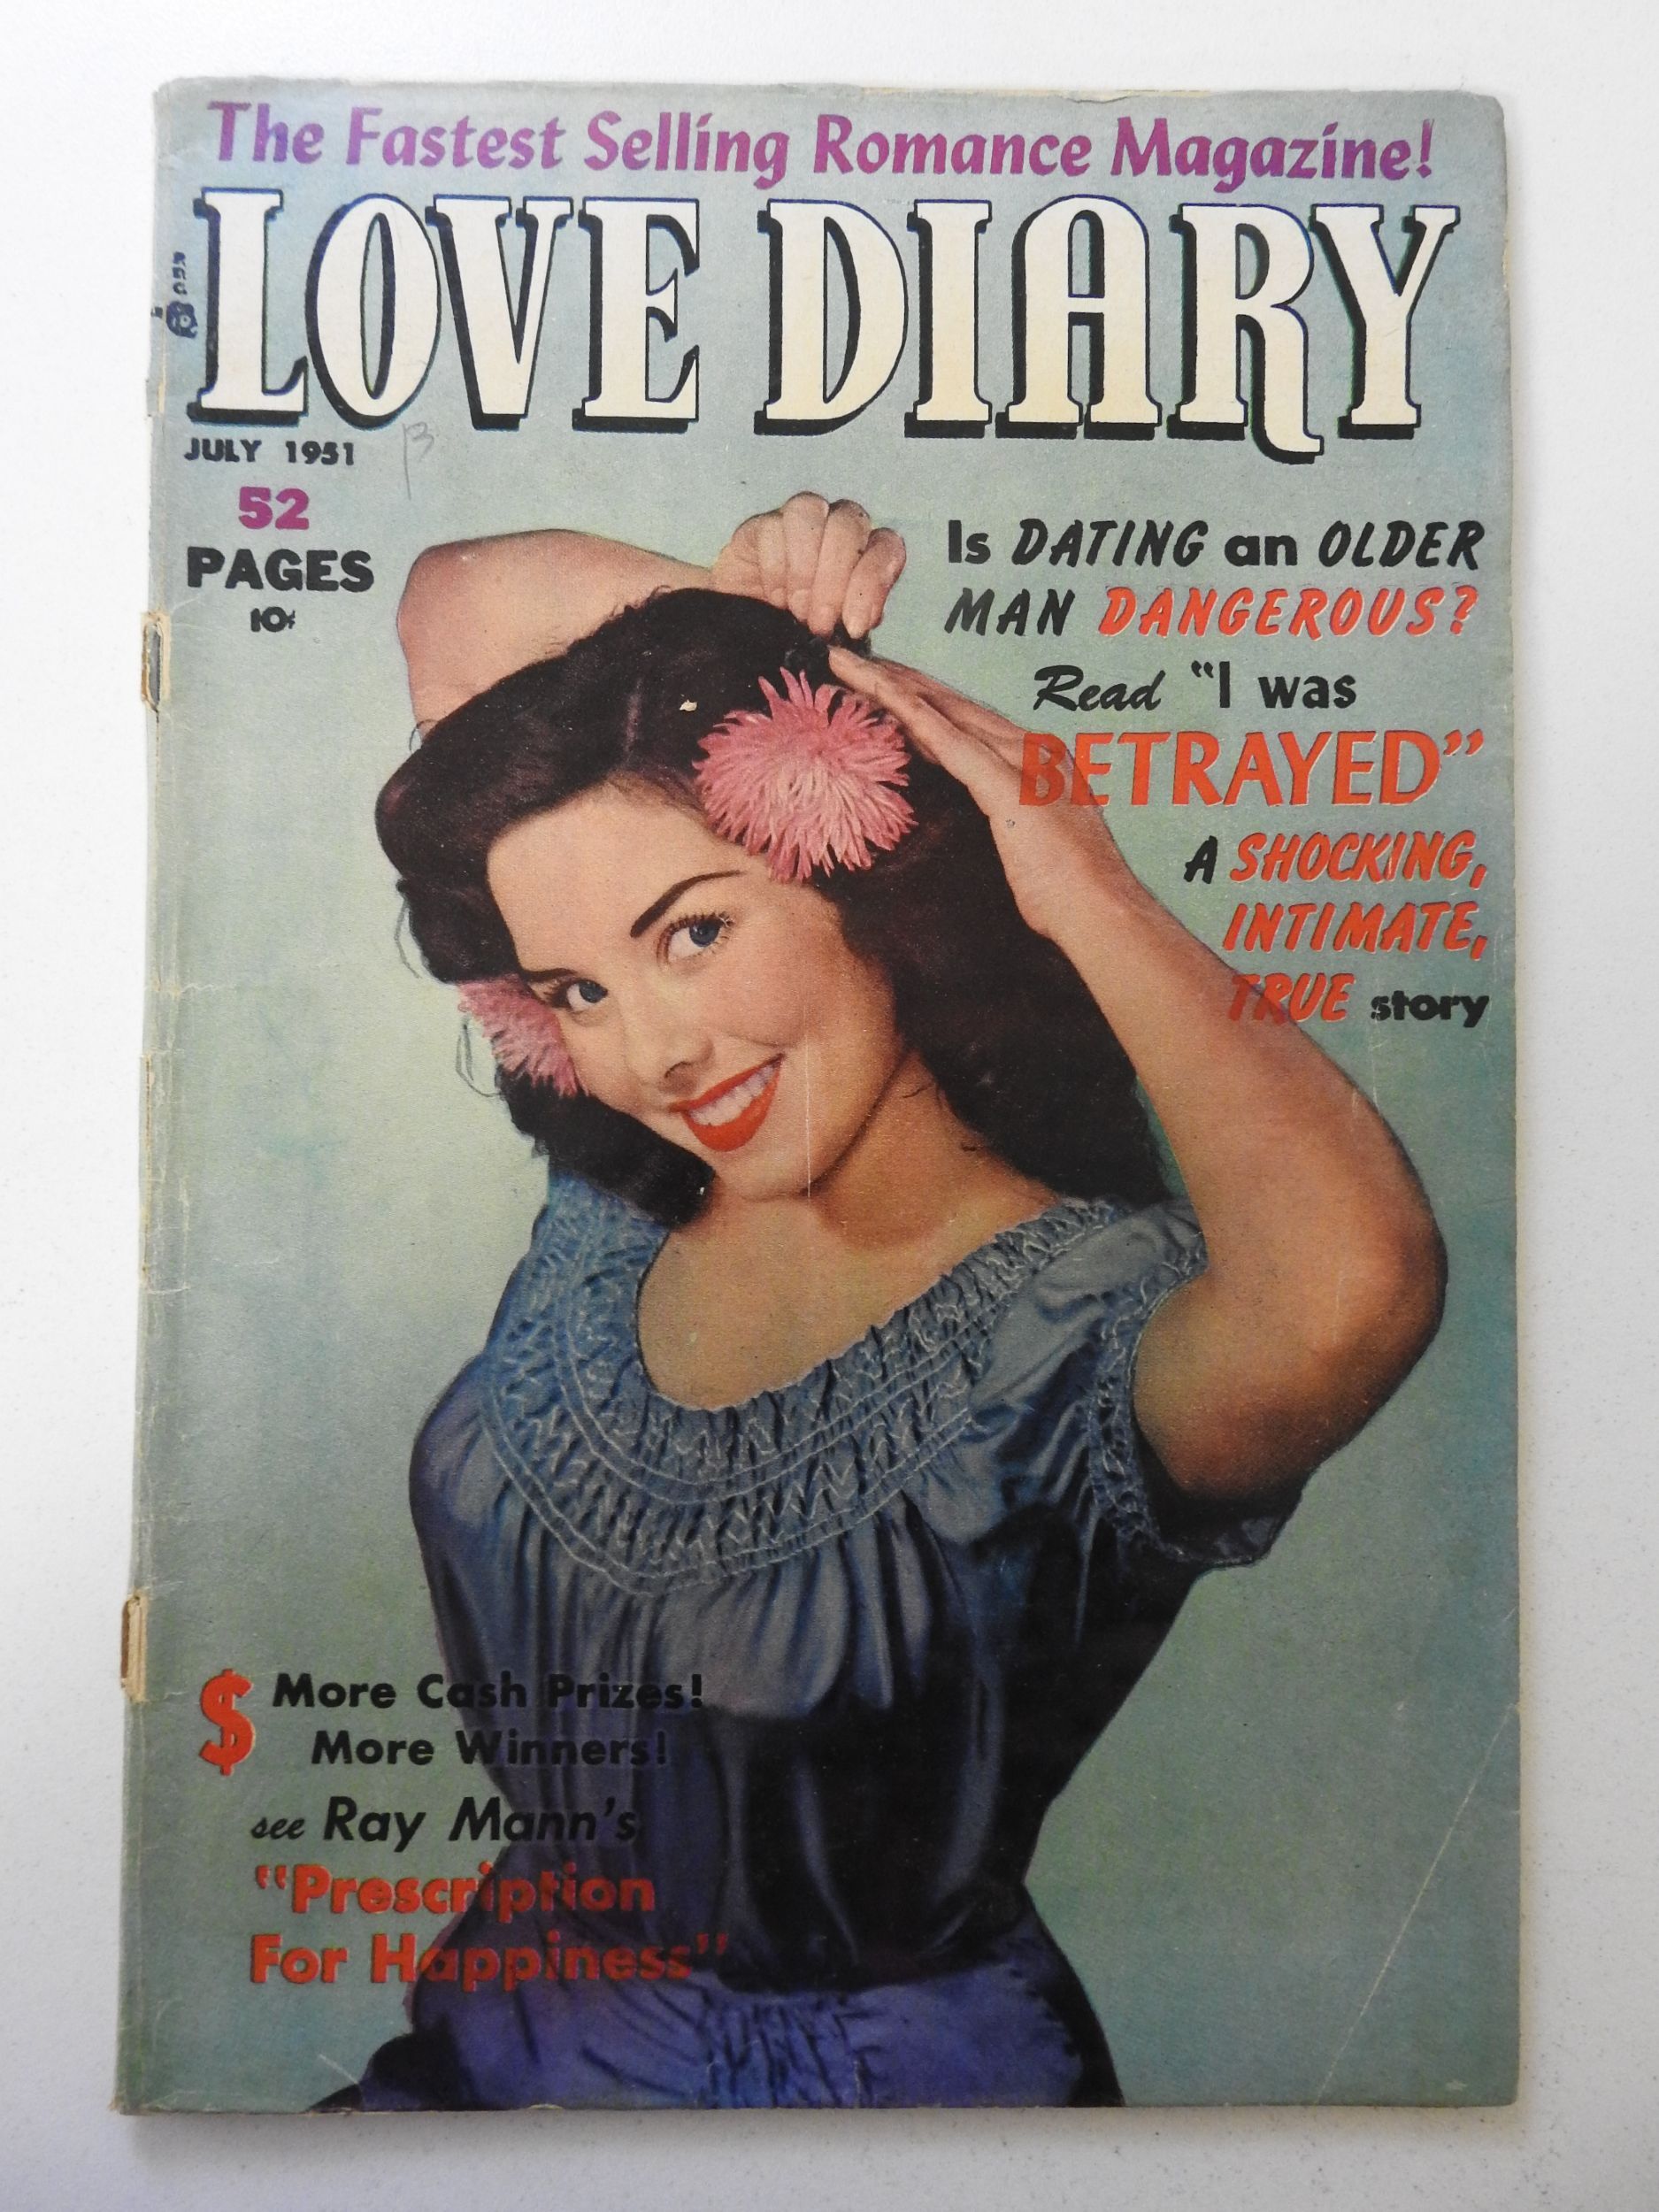 The Fastest Selling Romance Magazine!
LOVE DIARY
JULY 1951
52
PAGES
10¢
Is DATING an OLDER
MAN DANGEROUS?
Read "I was
BETRAYED"
A SHOCKING,
INTIMATE,
TRUE story
$ More Cash Prizes!
More Winners!
see Ray Mann's
"Prescription
For Happiness"